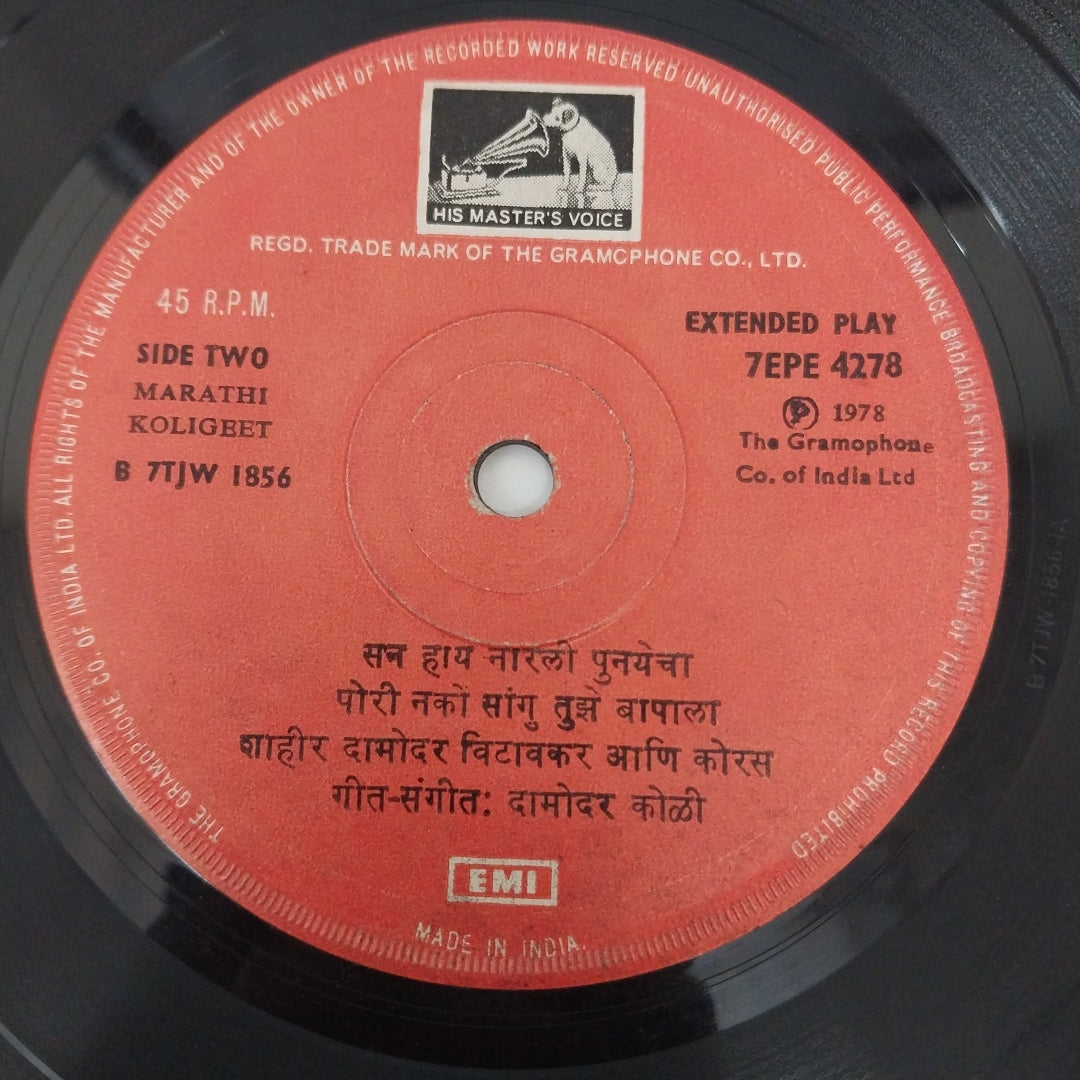 THE GRAMOPHONE CO. OF INDIA LTD. ALL RIGHTS OF THE MANUFACTURER AND OF THE OWNER OF THE RECORDED WORK RESERVED UNAUTHORISED PUBLIC PERFORMANCE BROADCASTING AND COPYING OF THIS RECORD PROHIBITED
HIS MASTER'S VOICE
REGD. TRADE MARK OF THE GRAMOPHONE CO., LTD.
45 R.P.M.
SIDE TWO
MARATHI
KOLIGEET
B 7TJW 1856
EXTENDED PLAY
7EPE 4278
Ⓟ 1978
The Gramophone
Co. of India Ltd
सन हाय नारली पुनयेचा
पोरी नको सांगु तुझे बापाला
शाहीर दामोदर विटावकर आणि कोरस
गीत-संगीत: दामोदर कोळी
EMI
MADE IN INDIA.
B 7TJW 1856